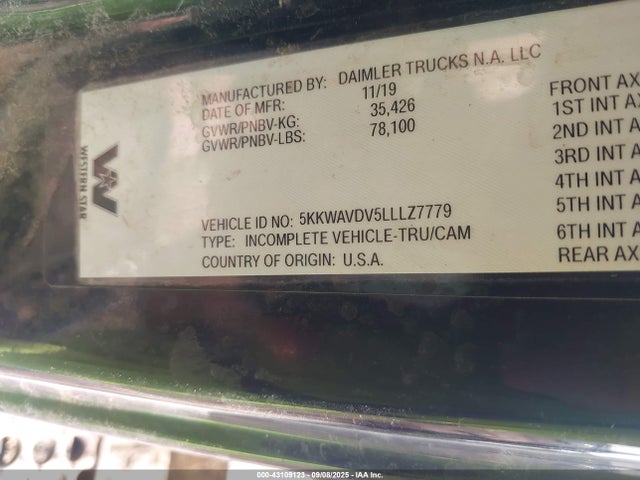 MANUFACTURED BY: DAIMLER TRUCKS N.A. LLC
DATE OF MFR: 11/19
GVWR/PNBV-KG: 35,426
GVWR/PNBV-LBS: 78,100
WESTERN STAR
VEHICLE ID NO: 5KKWAVDV5LLLZ7779
TYPE: INCOMPLETE VEHICLE-TRU/CAM
COUNTRY OF ORIGIN: U.S.A.
FRONT AX
1ST INT AX
2ND INT A
3RD INT A
4TH INT A
5TH INT A
6TH INT A
REAR AX
000-43109123 - 09/08/2025 - IAA Inc.